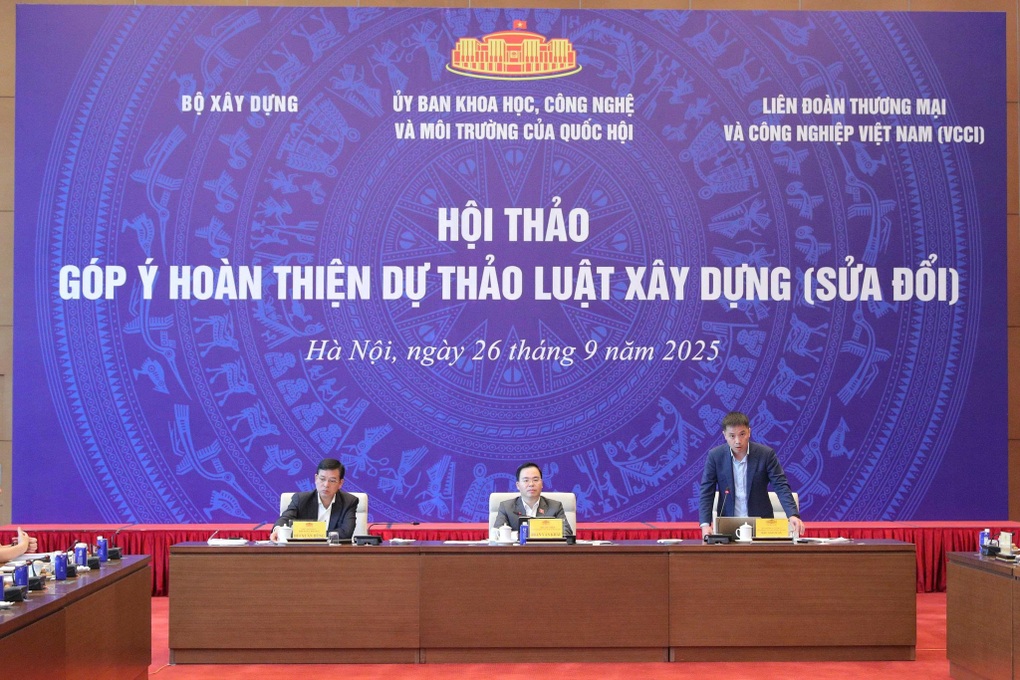 BỘ XÂY DỰNG
ỦY BAN KHOA HỌC, CÔNG NGHỆ
VÀ MÔI TRƯỜNG CỦA QUỐC HỘI
LIÊN ĐOÀN THƯƠNG MẠI
VÀ CÔNG NGHIỆP VIỆT NAM (VCCI)
HỘI THẢO
GÓP Ý HOÀN THIỆN DỰ THẢO LUẬT XÂY DỰNG (SỬA ĐỔI)
Hà Nội, ngày 26 tháng 9 năm 2025